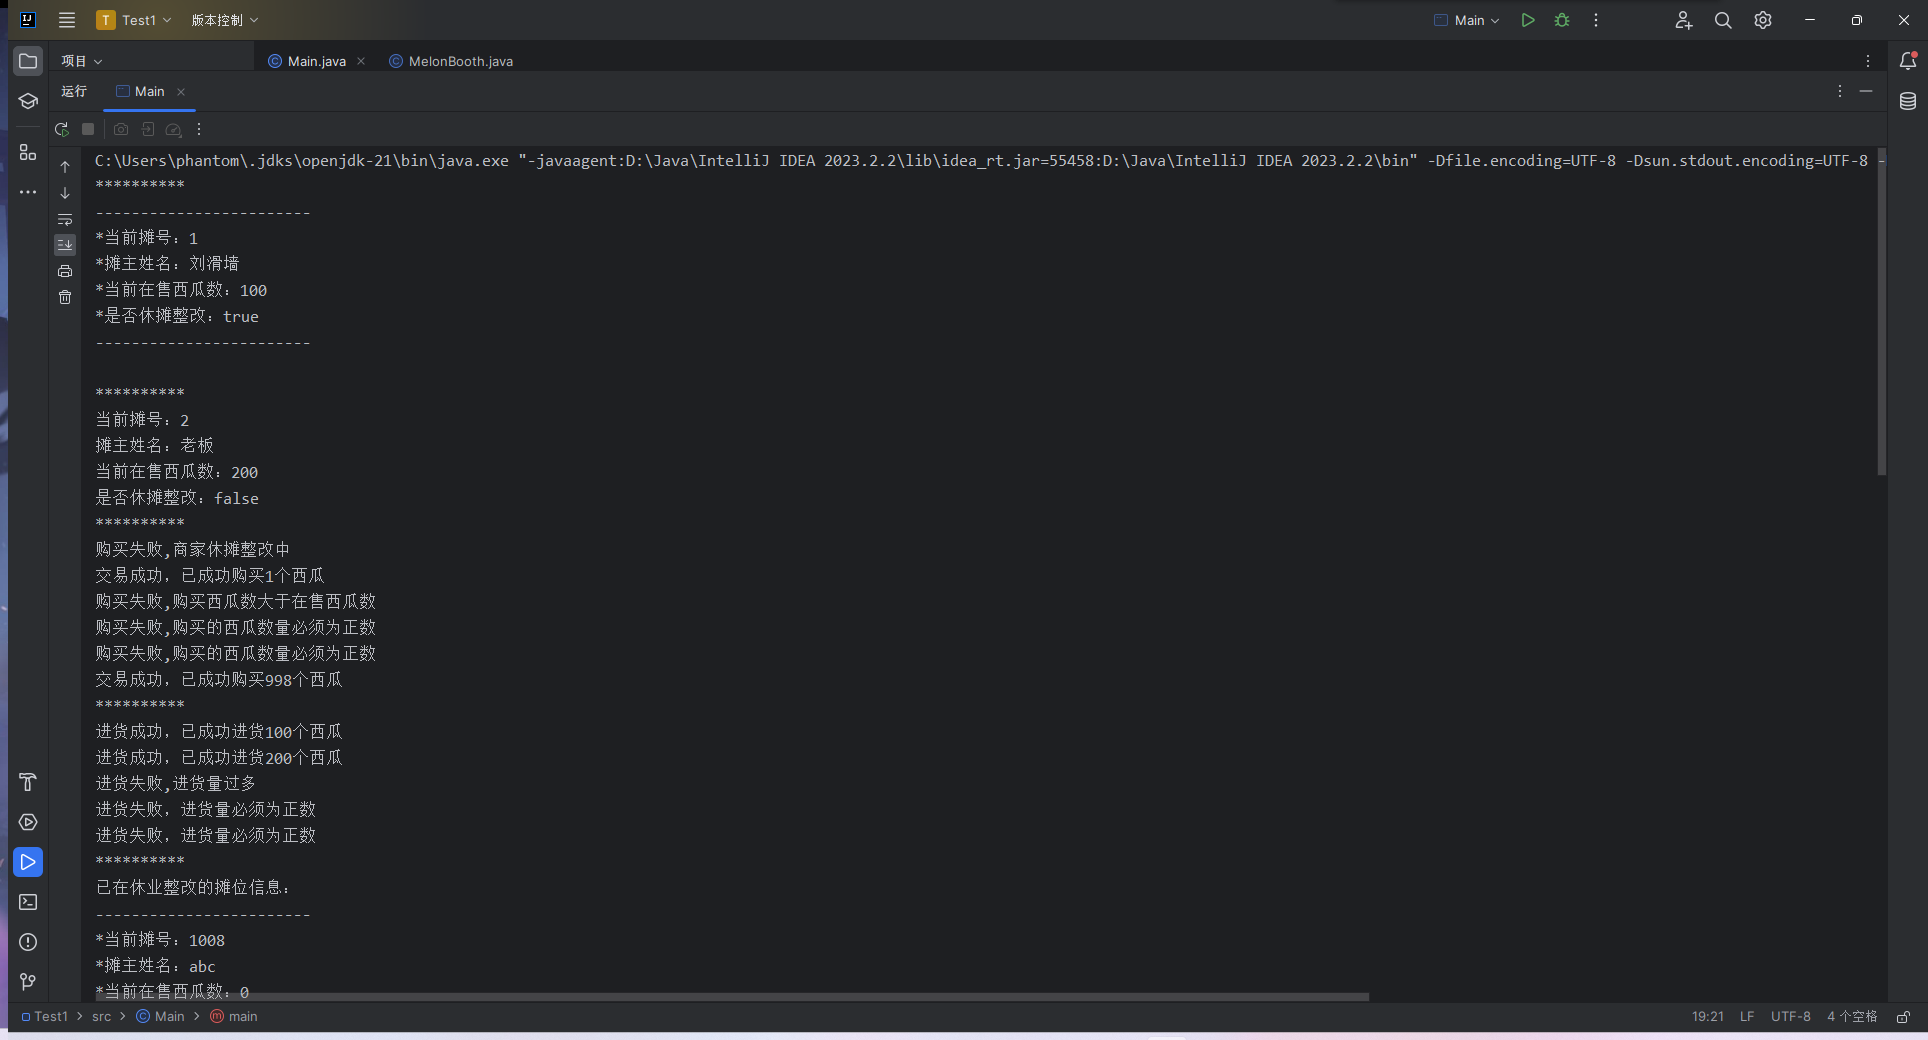 T Test1 版本控制 Main
项目 Main.java MelonBooth.java
运行 Main
C:\Users\phantom\.jdks\openjdk-21\bin\java.exe "-javaagent:D:\Java\IntelliJ IDEA 2023.2.2\lib\idea_rt.jar=55458:D:\Java\IntelliJ IDEA 2023.2.2\bin" -Dfile.encoding=UTF-8 -Dsun.stdout.encoding=UTF-8 -
**********
------------------------
*当前摊号：1
*摊主姓名：刘滑墙
*当前在售西瓜数：100
*是否休摊整改：true
------------------------
**********
当前摊号：2
摊主姓名：老板
当前在售西瓜数：200
是否休摊整改：false
**********
购买失败,商家休摊整改中
交易成功，已成功购买1个西瓜
购买失败,购买西瓜数大于在售西瓜数
购买失败,购买的西瓜数量必须为正数
购买失败,购买的西瓜数量必须为正数
交易成功，已成功购买998个西瓜
**********
进货成功，已成功进货100个西瓜
进货成功，已成功进货200个西瓜
进货失败,进货量过多
进货失败，进货量必须为正数
进货失败，进货量必须为正数
**********
已在休业整改的摊位信息：
------------------------
*当前摊号：1008
*摊主姓名：abc
*当前在售西瓜数：0
Test1 > src > Main > main 19:21 LF UTF-8 4 个空格